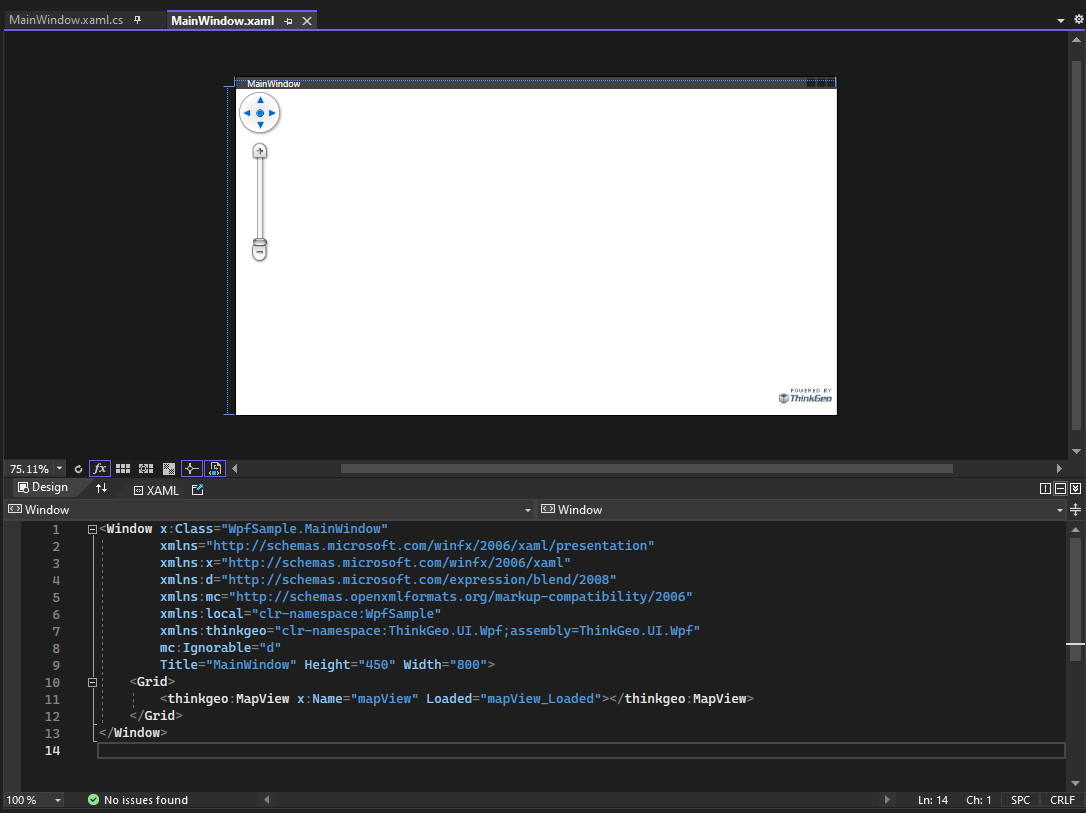 MainWindow.xaml.cs
MainWindow.xaml
MainWindow
POWERED BY
ThinkGeo
75.11%
fx
Design
XAML
Window
Window
1 <Window x:Class="WpfSample.MainWindow"
2 xmlns="http://schemas.microsoft.com/winfx/2006/xaml/presentation"
3 xmlns:x="http://schemas.microsoft.com/winfx/2006/xaml"
4 xmlns:d="http://schemas.microsoft.com/expression/blend/2008"
5 xmlns:mc="http://schemas.openxmlformats.org/markup-compatibility/2006"
6 xmlns:local="clr-namespace:WpfSample"
7 xmlns:thinkgeo="clr-namespace:ThinkGeo.UI.Wpf;assembly=ThinkGeo.UI.Wpf"
8 mc:Ignorable="d"
9 Title="MainWindow" Height="450" Width="800">
10 <Grid>
11 <thinkgeo:MapView x:Name="mapView" Loaded="mapView_Loaded"></thinkgeo:MapView>
12 </Grid>
13 </Window>
14
100 %
No issues found
Ln: 14
Ch: 1
SPC
CRLF